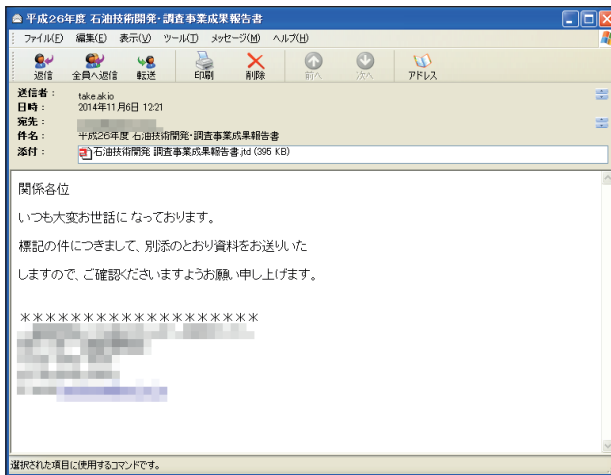 平成26年度 石油技術開発・調査事業成果報告書
ファイル(F) 編集(E) 表示(V) ツール(T) メッセージ(M) ヘルプ(H)
返信 全員へ返信 転送 印刷 削除 前へ 次へ アドレス
送信者： take.akio
日時： 2014年11月6日 12:21
宛先：
件名： 平成26年度 石油技術開発・調査事業成果報告書
添付： 石油技術開発 調査事業成果報告書.jtd (395 KB)
関係各位
いつも大変お世話に なっております。
標記の件につきまして、別添のとおり資料をお送りいた
しますので、ご確認くださいますようお願い申し上げます。
＊＊＊＊＊＊＊＊＊＊＊＊＊＊＊＊＊＊＊
選択された項目に使用するコマンドです。